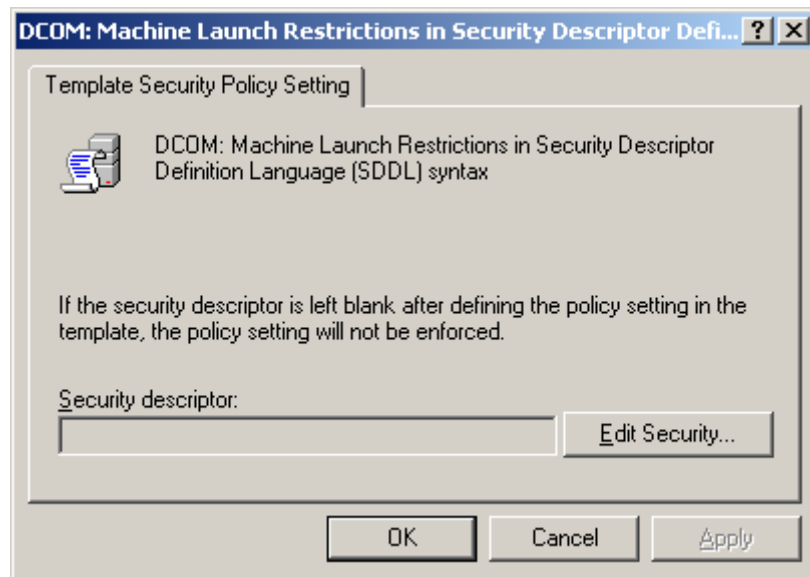 DCOM: Machine Launch Restrictions in Security Descriptor Defi... ? X
Template Security Policy Setting
DCOM: Machine Launch Restrictions in Security Descriptor
Definition Language (SDDL) syntax
If the security descriptor is left blank after defining the policy setting in the
template, the policy setting will not be enforced.
Security descriptor:
Edit Security...
OK Cancel Apply